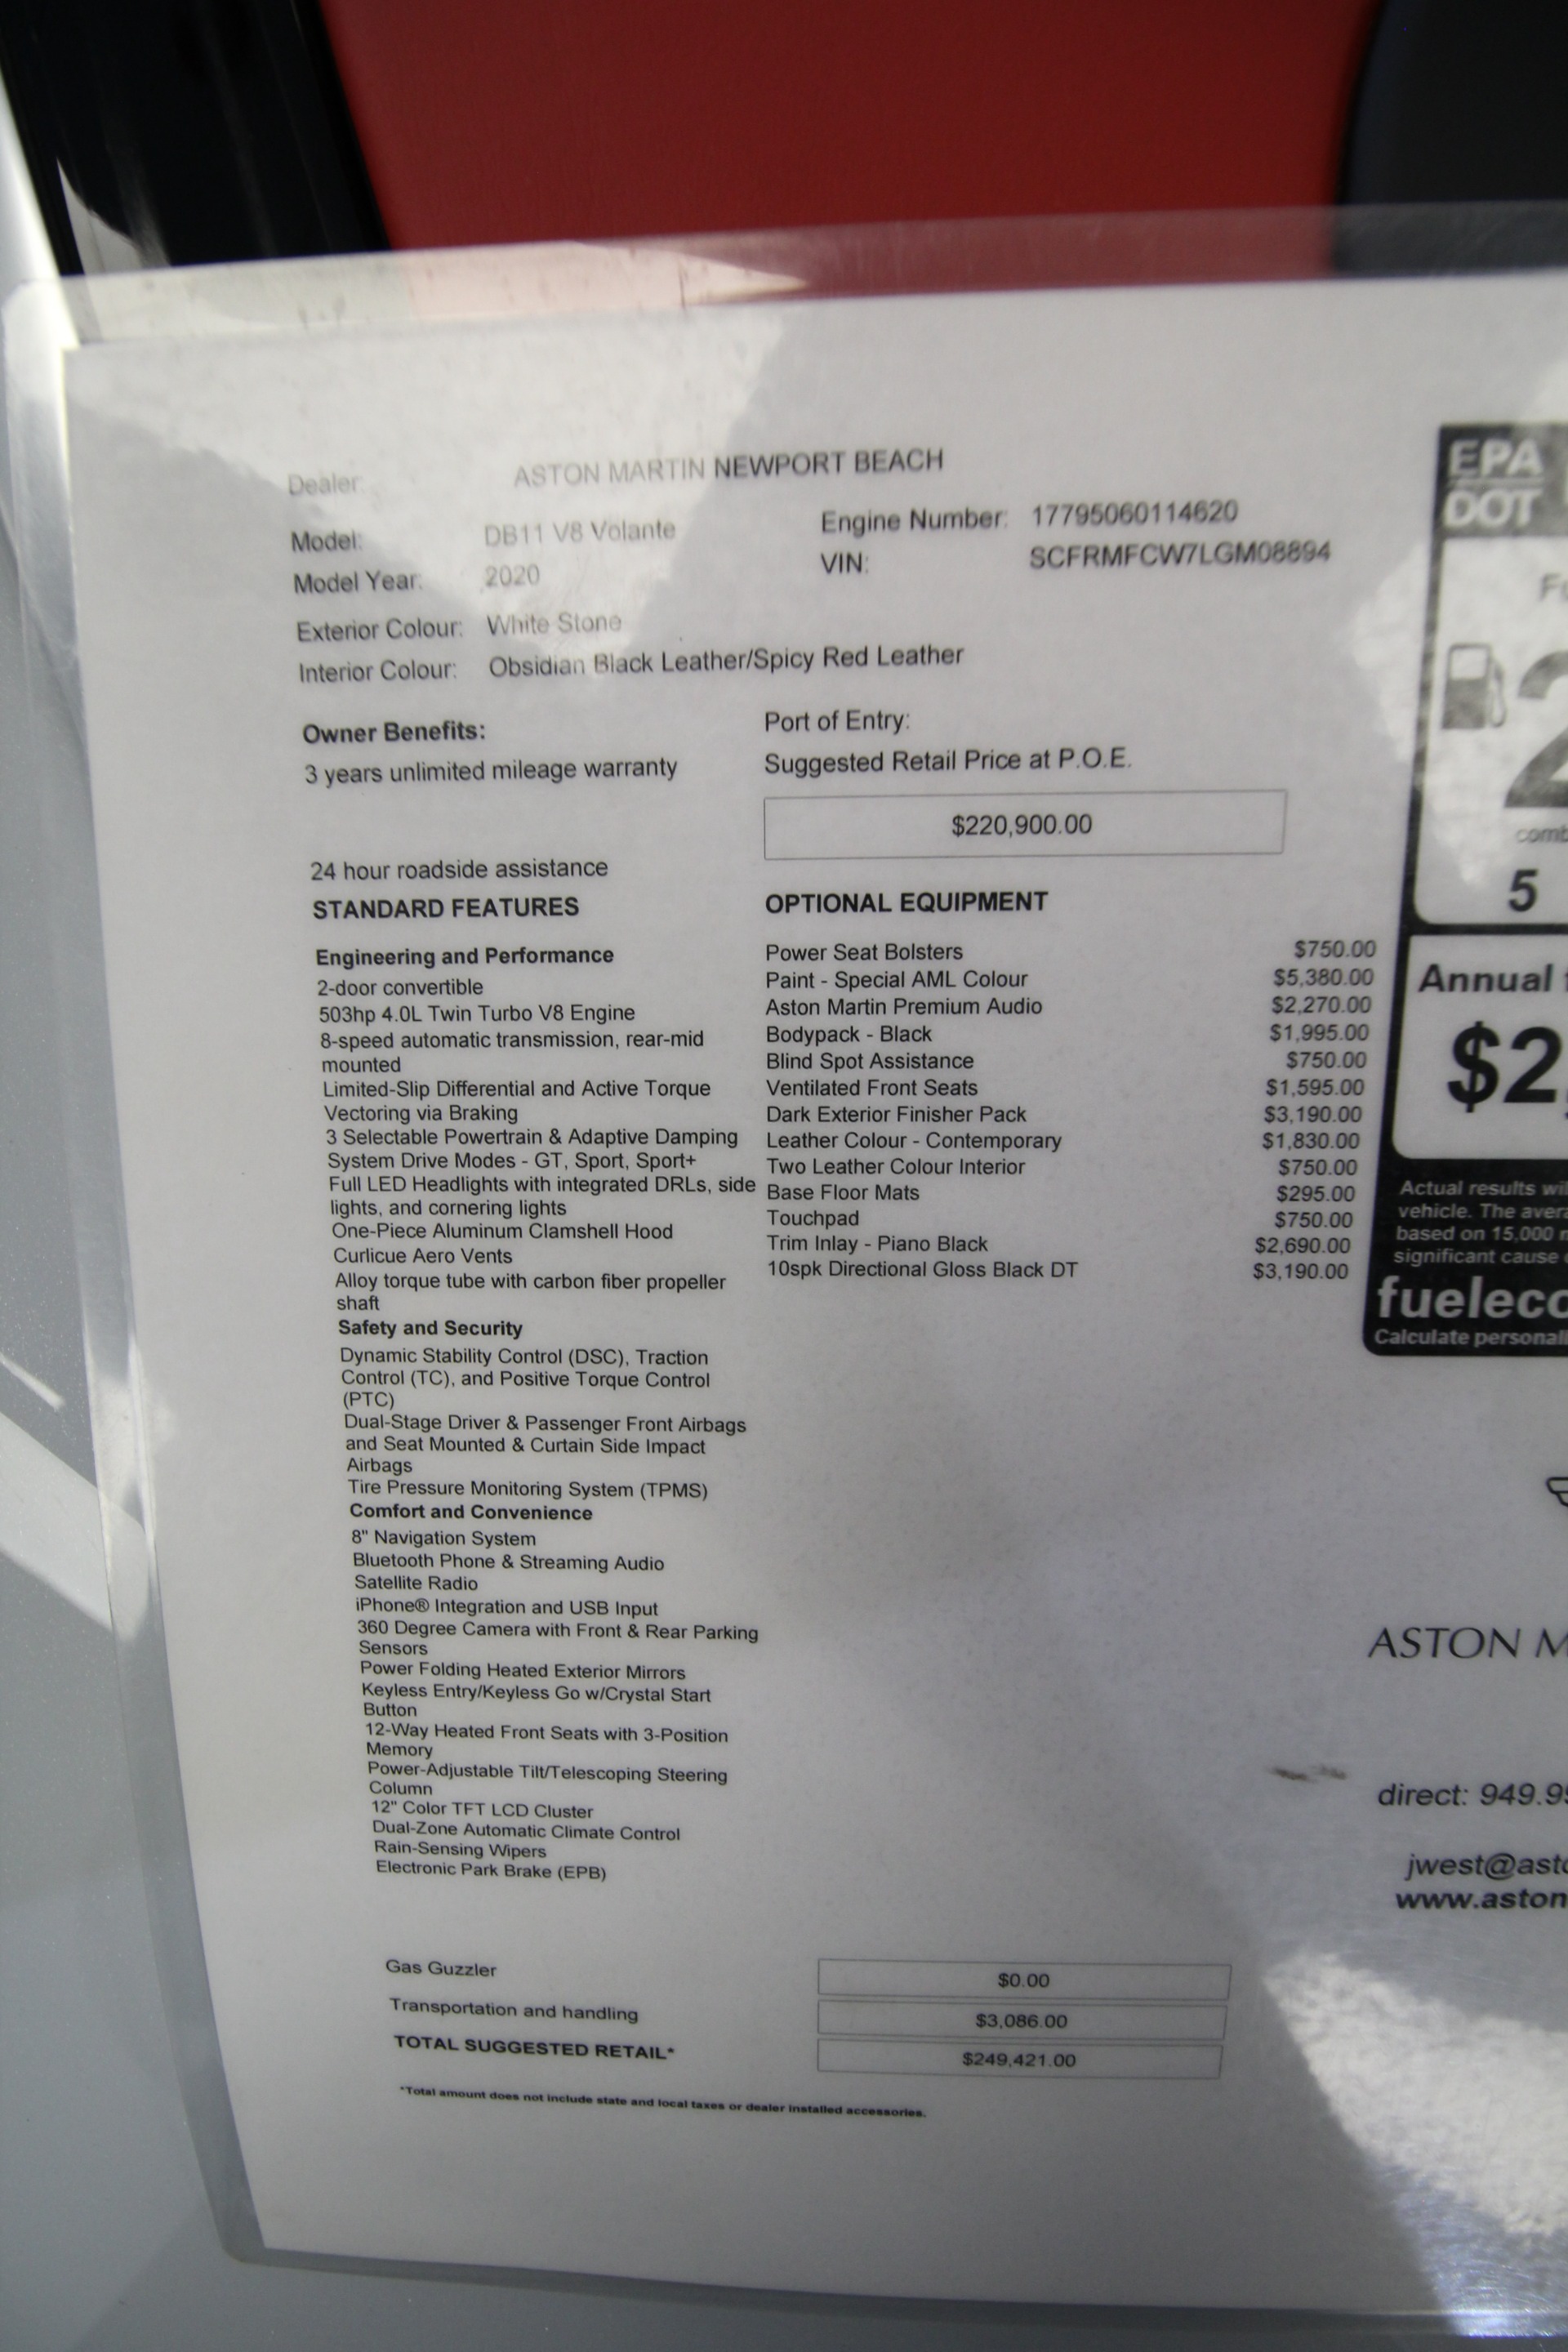 Dealer: ASTON MARTIN NEWPORT BEACH
Model: DB11 V8 Volante
Engine Number: 17795060114620
Model Year: 2020
VIN: SCFRMFCW7LGM08894
Exterior Colour: White Stone
Interior Colour: Obsidian Black Leather/Spicy Red Leather
Owner Benefits:
3 years unlimited mileage warranty
24 hour roadside assistance
Port of Entry:
Suggested Retail Price at P.O.E.
$220,900.00
STANDARD FEATURES
Engineering and Performance
2-door convertible
503hp 4.0L Twin Turbo V8 Engine
8-speed automatic transmission, rear-mid
mounted
Limited-Slip Differential and Active Torque
Vectoring via Braking
3 Selectable Powertrain & Adaptive Damping
System Drive Modes - GT, Sport, Sport+
Full LED Headlights with integrated DRLs, side
lights, and cornering lights
One-Piece Aluminum Clamshell Hood
Curlicue Aero Vents
Alloy torque tube with carbon fiber propeller
shaft
Safety and Security
Dynamic Stability Control (DSC), Traction
Control (TC), and Positive Torque Control
(PTC)
Dual-Stage Driver & Passenger Front Airbags
and Seat Mounted & Curtain Side Impact
Airbags
Tire Pressure Monitoring System (TPMS)
Comfort and Convenience
8" Navigation System
Bluetooth Phone & Streaming Audio
Satellite Radio
iPhone® Integration and USB Input
360 Degree Camera with Front & Rear Parking
Sensors
Power Folding Heated Exterior Mirrors
Keyless Entry/Keyless Go w/Crystal Start
Button
12-Way Heated Front Seats with 3-Position
Memory
Power-Adjustable Tilt/Telescoping Steering
Column
12" Color TFT LCD Cluster
Dual-Zone Automatic Climate Control
Rain-Sensing Wipers
Electronic Park Brake (EPB)
OPTIONAL EQUIPMENT
Power Seat Bolsters $750.00
Paint - Special AML Colour $5,380.00
Aston Martin Premium Audio $2,270.00
Bodypack - Black $1,995.00
Blind Spot Assistance $750.00
Ventilated Front Seats $1,595.00
Dark Exterior Finisher Pack $3,190.00
Leather Colour - Contemporary $1,830.00
Two Leather Colour Interior $750.00
Base Floor Mats $295.00
Touchpad $750.00
Trim Inlay - Piano Black $2,690.00
10spk Directional Gloss Black DT $3,190.00
Gas Guzzler $0.00
Transportation and handling $3,086.00
TOTAL SUGGESTED RETAIL* $249,421.00
*Total amount does not include state and local taxes or dealer installed accessories.
EPA
DOT
2
comb
5
Annual
$2,
Actual results wil
vehicle. The avera
based on 15,000 m
significant cause
fueleco
Calculate personali
ASTON M
direct: 949.9
jwest@asto
www.aston